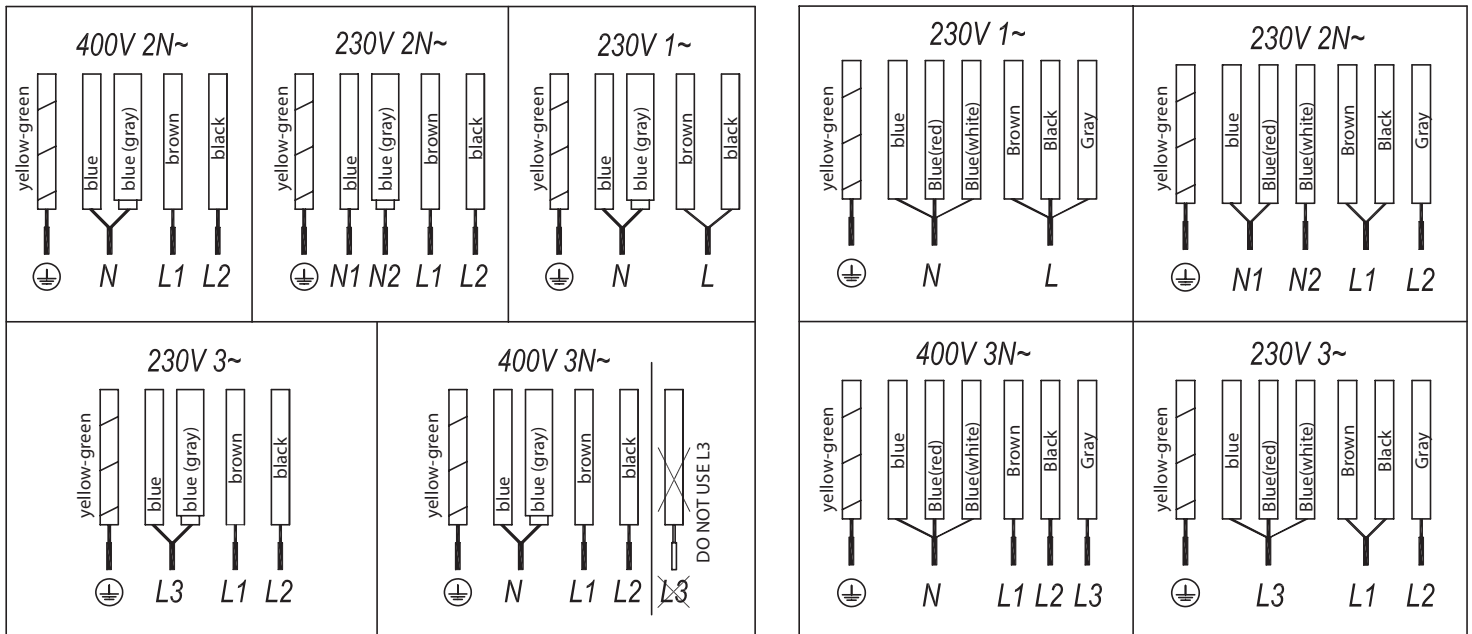 400V 2N~
yellow-green
blue
blue (gray)
brown
black
N L1 L2
230V 2N~
yellow-green
blue
blue (gray)
brown
black
N1 N2 L1 L2
230V 1~
yellow-green
blue
blue (gray)
brown
black
N L
230V 3~
yellow-green
blue
blue (gray)
brown
black
L3 L1 L2
400V 3N~
yellow-green
blue
blue (gray)
brown
black
DO NOT USE L3
N L1 L2 L3
230V 1~
yellow-green
blue
Blue(red)
Blue(white)
Brown
Black
Gray
N L
230V 2N~
yellow-green
blue
Blue(red)
Blue(white)
Brown
Black
Gray
N1 N2 L1 L2
400V 3N~
yellow-green
blue
Blue(red)
Blue(white)
Brown
Black
Gray
N L1 L2 L3
230V 3~
yellow-green
blue
Blue(red)
Blue(white)
Brown
Black
Gray
L3 L1 L2